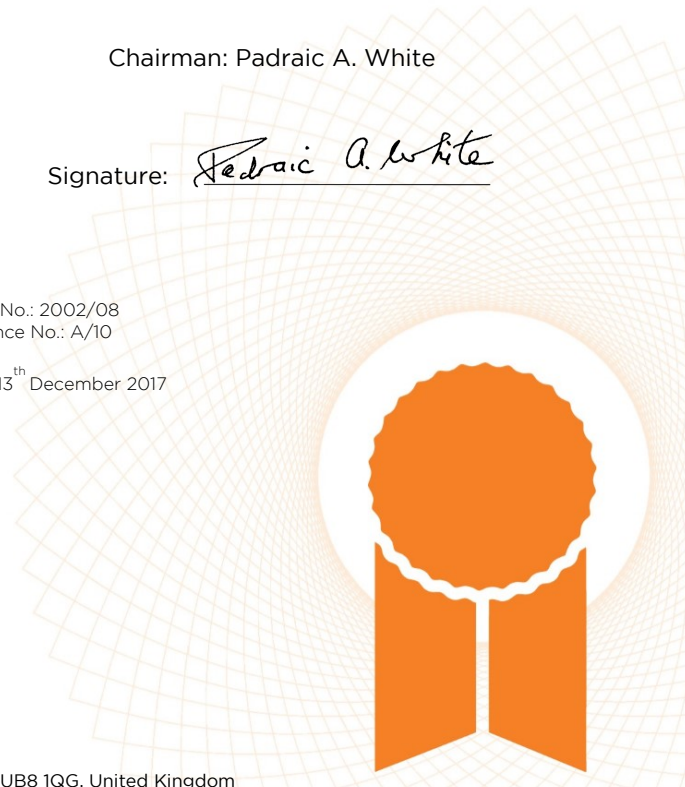 Chairman: Padraic A. White
Signature: Padraic A. White
No.: 2002/08
nce No.: A/10
13th December 2017
UB8 1QG, United Kingdom